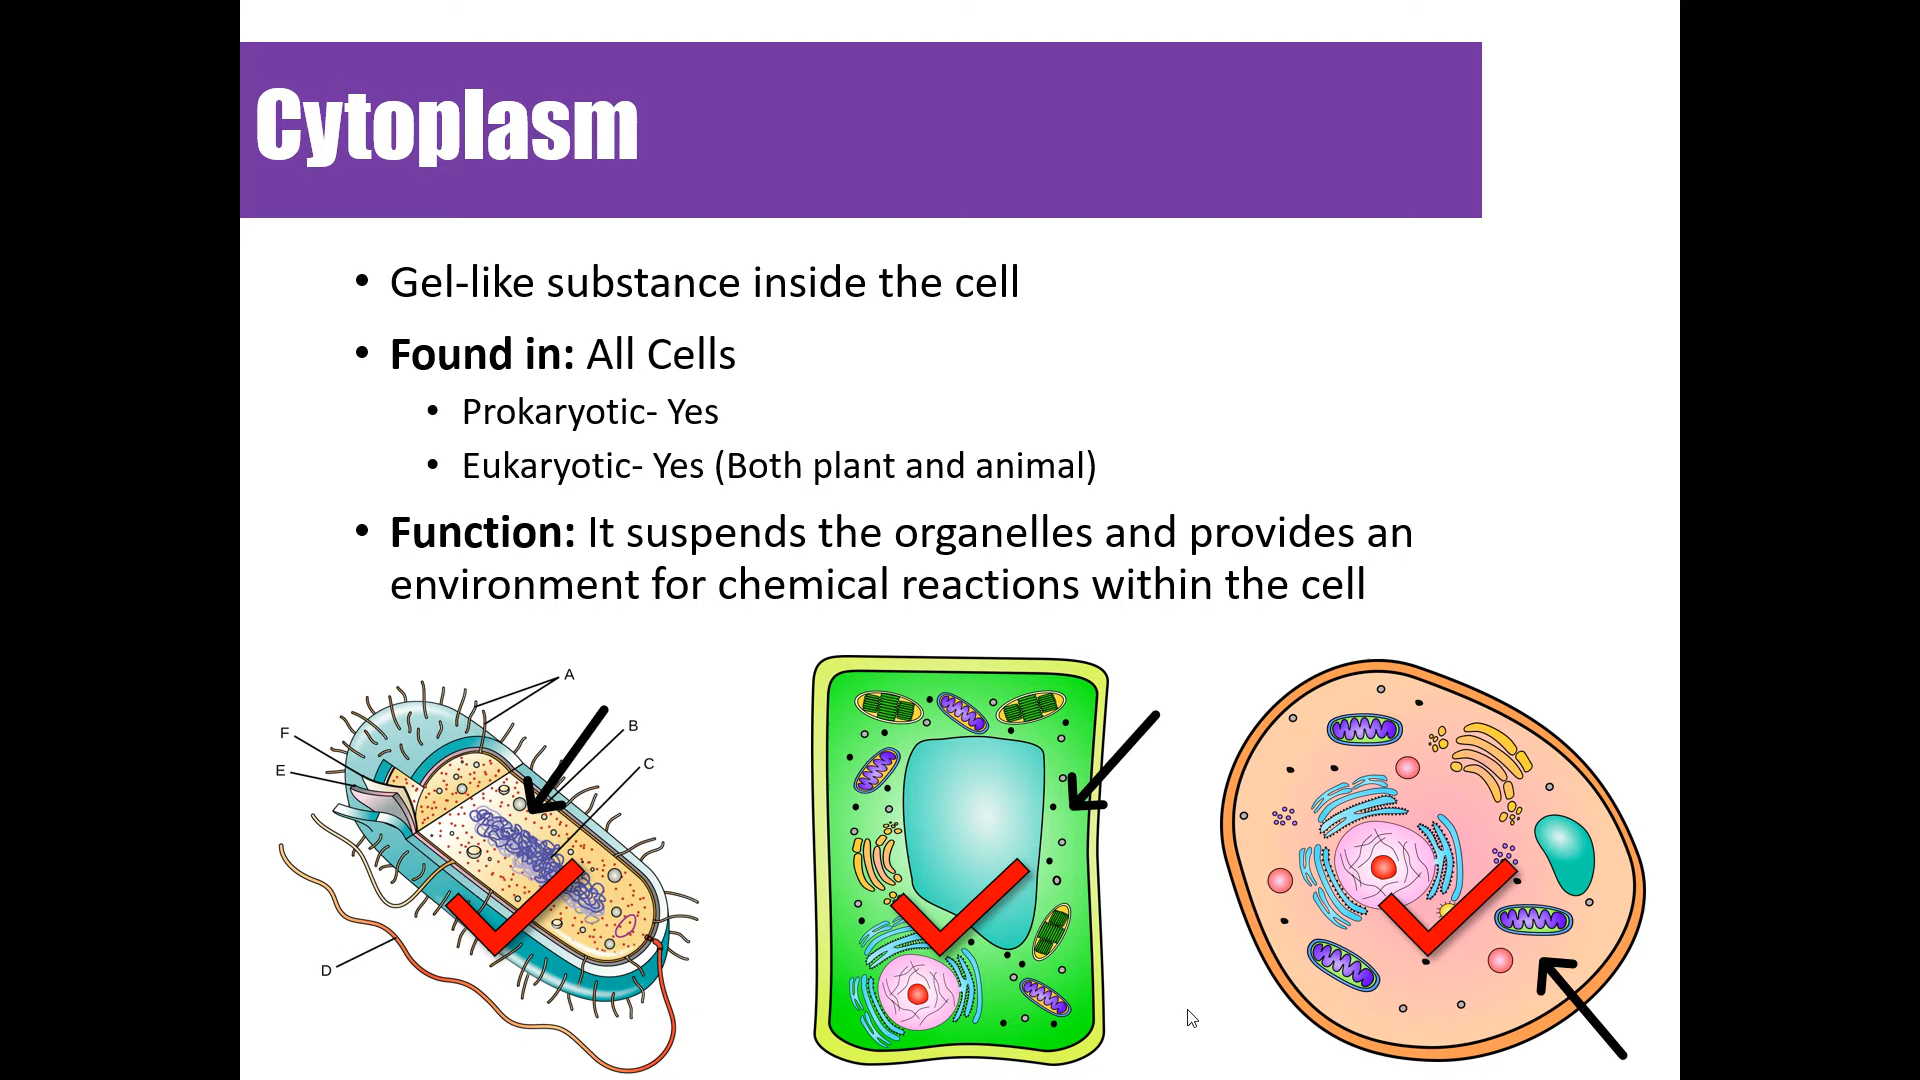 Cytoplasm
• Gel-like substance inside the cell
• Found in: All Cells
• Prokaryotic- Yes
• Eukaryotic- Yes (Both plant and animal)
• Function: It suspends the organelles and provides an
environment for chemical reactions within the cell
A
B
C
F
E
D